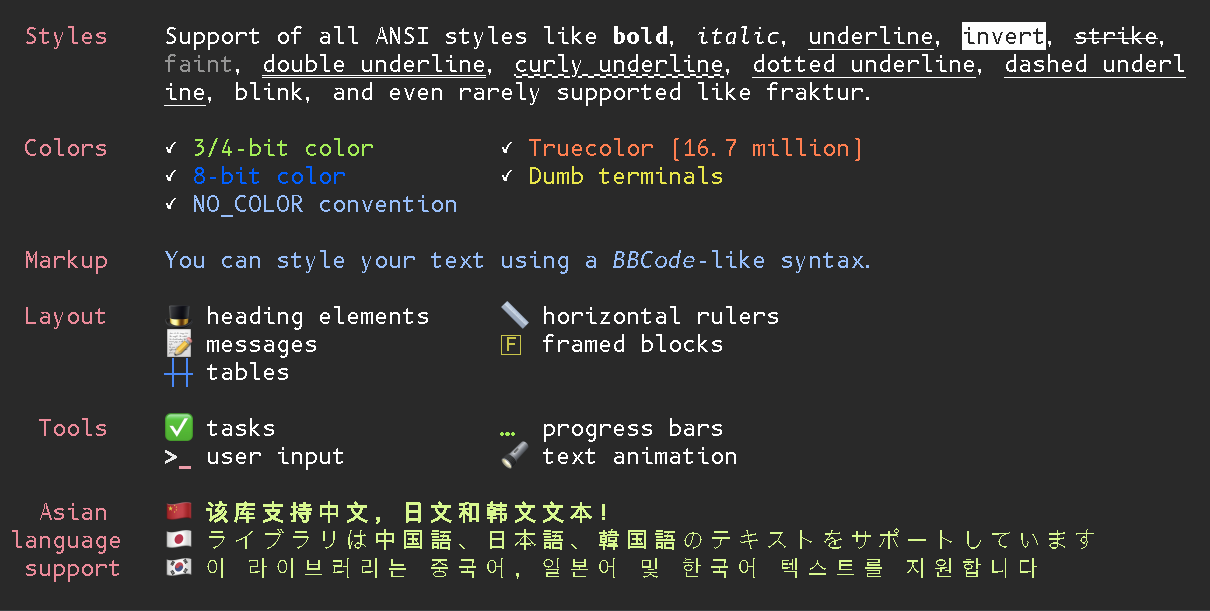 Styles Support of all ANSI styles like bold, italic, underline, invert, strike,
faint, double underline, curly underline, dotted underline, dashed underl
ine, blink, and even rarely supported like fraktur.
Colors ✓ 3/4-bit color ✓ Truecolor [16.7 million]
✓ 8-bit color ✓ Dumb terminals
✓ NO_COLOR convention
Markup You can style your text using a BBCode-like syntax.
Layout heading elements horizontal rulers
messages F framed blocks
tables
Tools ✅ tasks … progress bars
>_ user input text animation
Asian 该库支持中文, 日文和韩文文本!
language ライブラリは中国語、日本語、韓国語のテキストをサポートしています
support 이 라이브러리는 중국어, 일본어 및 한국어 텍스트를 지원합니다